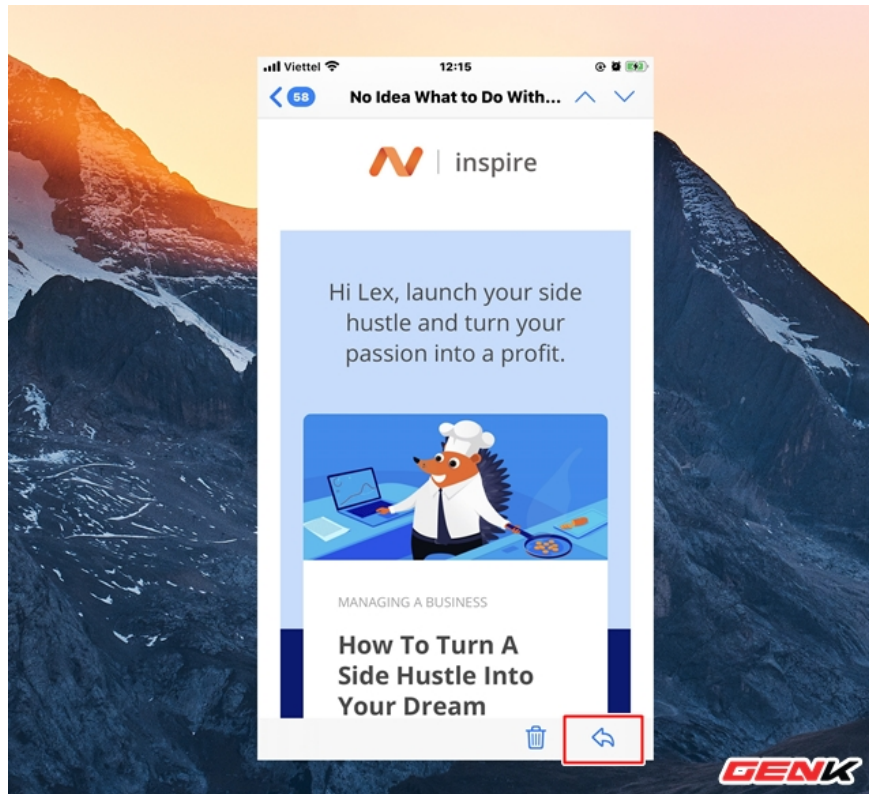 Viettel
12:15
58
No Idea What to Do With...
inspire
Hi Lex, launch your side
hustle and turn your
passion into a profit.
MANAGING A BUSINESS
How To Turn A
Side Hustle Into
Your Dream
GENK